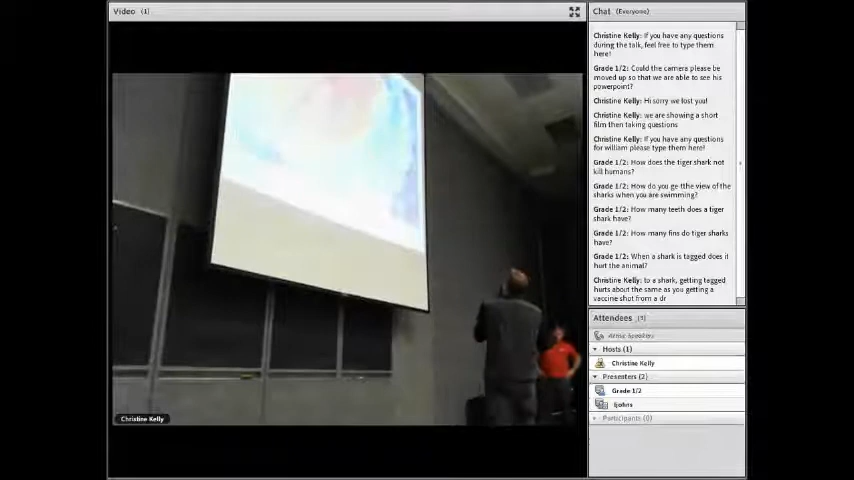 Video (1)
Christine Kelly
Chat (Everyone)
Christine Kelly: If you have any questions
during the talk, feel free to type them
here!
Grade 1/2: Could the camera please be
moved up so that we are able to see his
powerpoint?
Christine Kelly: Hi sorry we lost you!
Christine Kelly: we are showing a short
film then taking questions
Christine Kelly: If you have any questions
for william please type them here!
Grade 1/2: How does the tiger shark not
kill humans?
Grade 1/2: How do you ge tthe view of the
sharks when you are swimming?
Grade 1/2: How many teeth does a tiger
shark have?
Grade 1/2: How many fins do tiger sharks
have?
Grade 1/2: When a shark is tagged does it
hurt the animal?
Christine Kelly: to a shark, getting tagged
hurts about the same as you getting a
vaccine shot from a dr
Attendees (3)
Active Speakers
Hosts (1)
Christine Kelly
Presenters (2)
Grade 1/2
Participants (0)